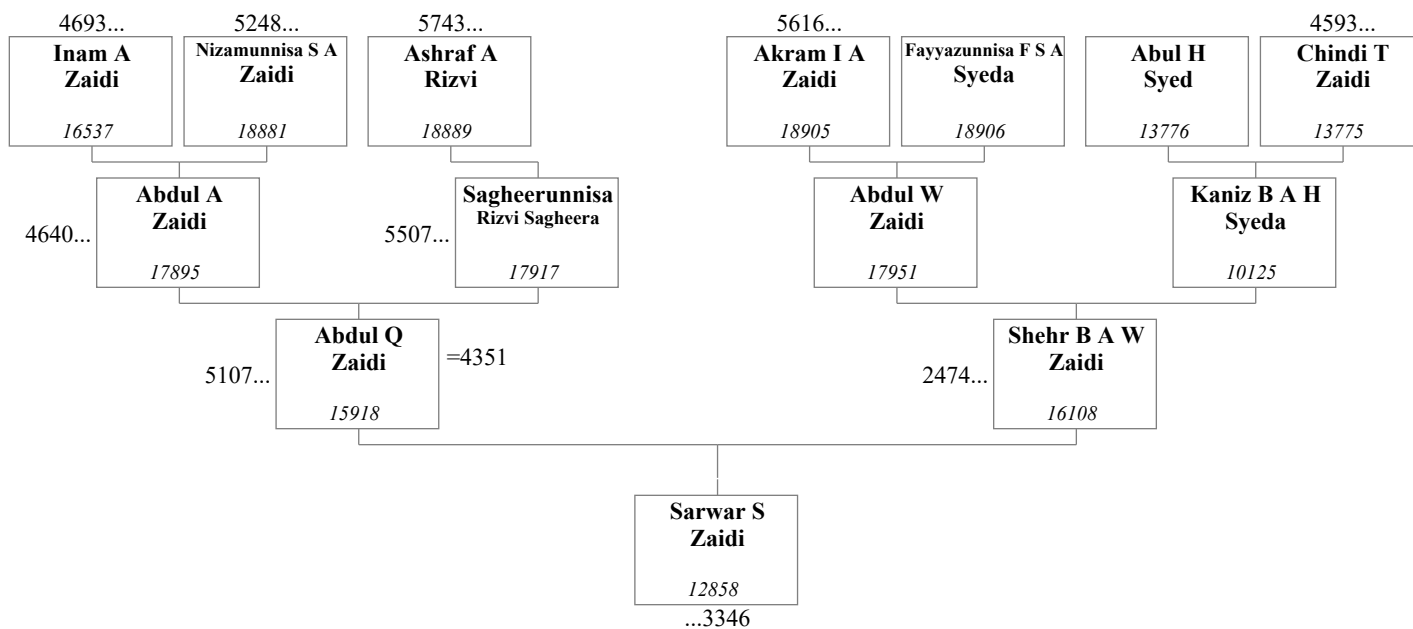 4693...
5248...
5743...
5616...
4593...
Inam A
Zaidi
16537
Nizamunnisa S A
Zaidi
18881
Ashraf A
Rizvi
18889
Akram I A
Zaidi
18905
Fayyazunnisa F S A
Syeda
18906
Abul H
Syed
13776
Chindi T
Zaidi
13775
4640...
Abdul A
Zaidi
17895
5507...
Sagheerunnisa
Rizvi Sagheera
17917
Abdul W
Zaidi
17951
Kaniz B A H
Syeda
10125
5107...
Abdul Q
Zaidi
15918
=4351
2474...
Shehr B A W
Zaidi
16108
Sarwar S
Zaidi
12858
...3346